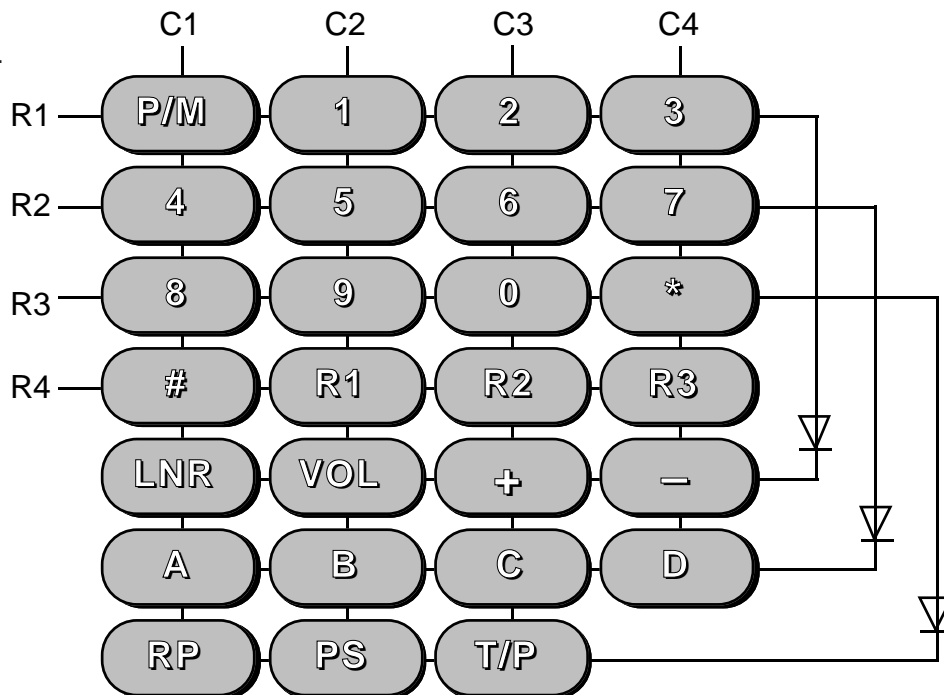 C1 C2 C3 C4
R1 P/M 1 2 3
R2 4 5 6 7
R3 8 9 0 *
R4 # R1 R2 R3
LNR VOL + –
A B C D
RP PS T/P